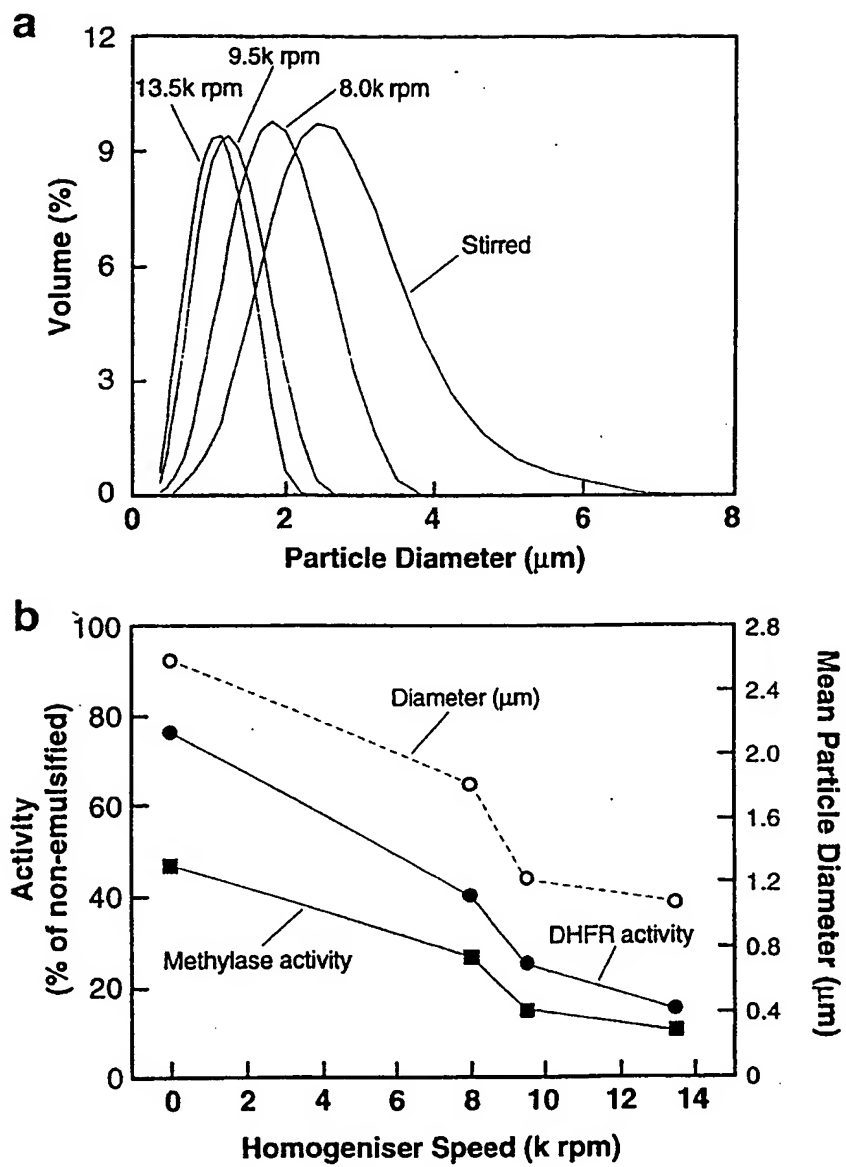 a
12
9
6
3
0
Volume (%)
13.5k rpm
9.5k rpm
8.0k rpm
Stirred
0 2 4 6 8
Particle Diameter (μm)
b
100
80
60
40
20
0
Activity
(% of non-emulsified)
Diameter (μm)
DHFR activity
Methylase activity
2.8
2.4
2.0
1.6
1.2
0.8
0.4
0
Mean Particle Diameter (μm)
0 2 4 6 8 10 12 14
Homogeniser Speed (k rpm)